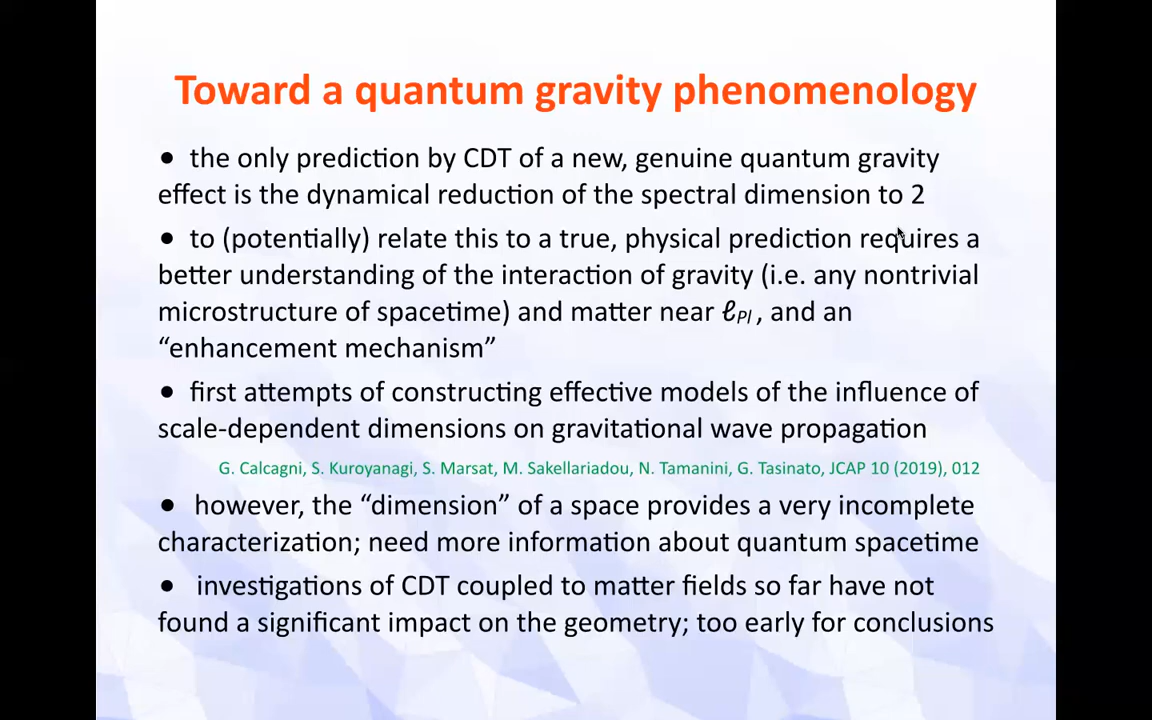 Toward a quantum gravity phenomenology
● the only prediction by CDT of a new, genuine quantum gravity
effect is the dynamical reduction of the spectral dimension to 2
● to (potentially) relate this to a true, physical prediction requires a
better understanding of the interaction of gravity (i.e. any nontrivial
microstructure of spacetime) and matter near ℓPl , and an
“enhancement mechanism”
● first attempts of constructing effective models of the influence of
scale-dependent dimensions on gravitational wave propagation
G. Calcagni, S. Kuroyanagi, S. Marsat, M. Sakellariadou, N. Tamanini, G. Tasinato, JCAP 10 (2019), 012
● however, the “dimension” of a space provides a very incomplete
characterization; need more information about quantum spacetime
● investigations of CDT coupled to matter fields so far have not
found a significant impact on the geometry; too early for conclusions